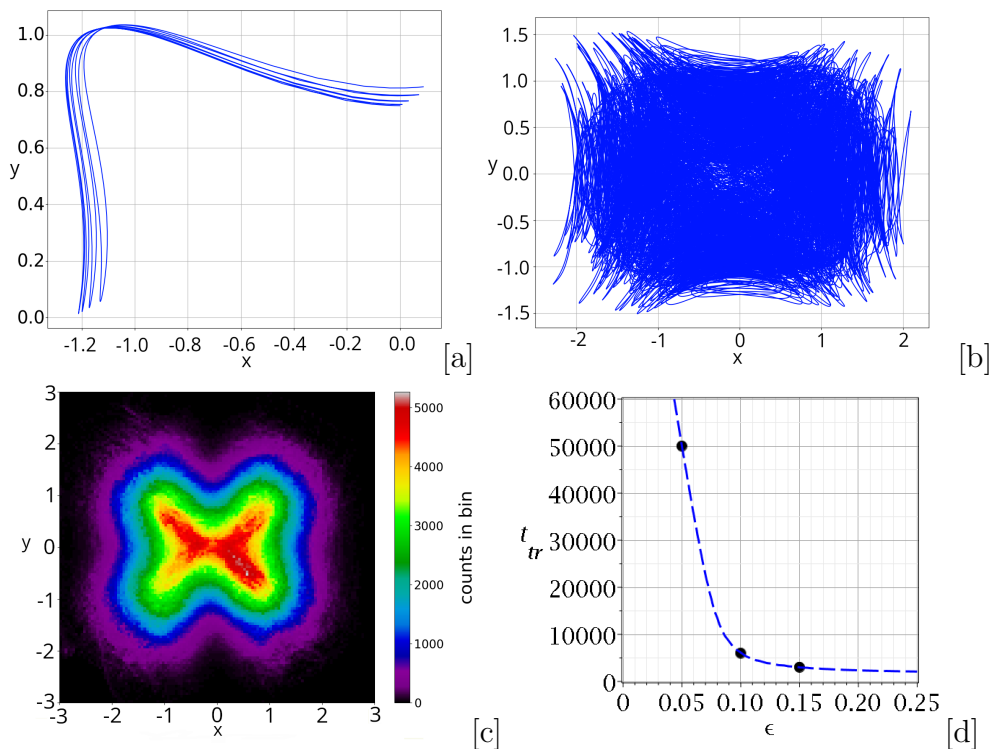 1.0
0.8
0.6
y
0.4
0.2
0.0
-1.2 -1.0 -0.8 -0.6 -0.4 -0.2 0.0
x
[a]
1.5
1.0
0.5
y
0.0
-0.5
-1.0
-1.5
-2 -1 0 1 2
x
[b]
3
2
1
y
0
-1
-2
-3
-3 -2 -1 0 1 2 3
x
5000
4000
3000
2000
1000
0
counts in bin
[c]
60000
50000
40000
t tr
30000
20000
10000
0
0 0.05 0.10 0.15 0.20 0.25
ϵ
[d]